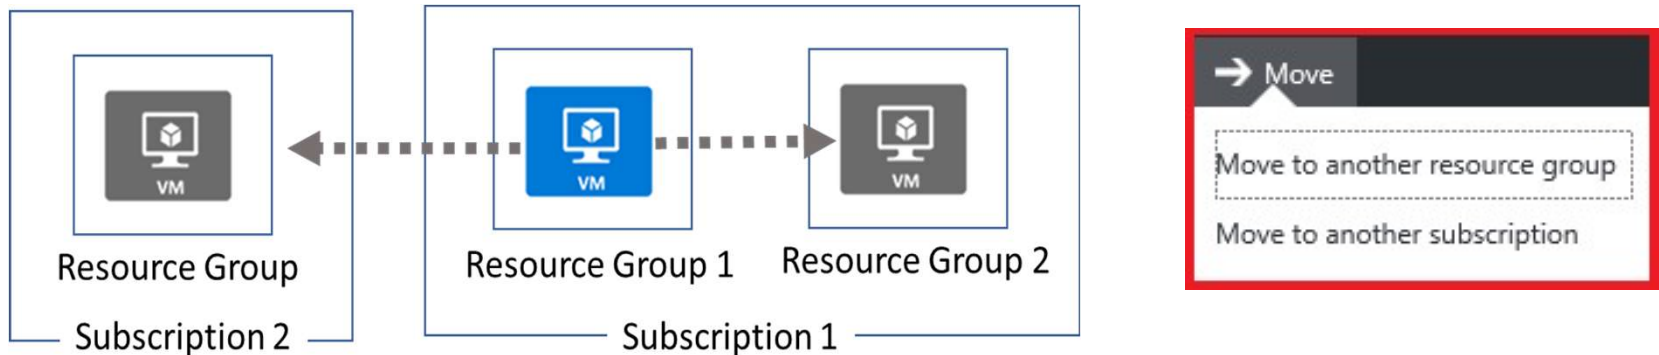 VM
Resource Group
Subscription 2
VM
Resource Group 1
VM
Resource Group 2
Subscription 1
Move
Move to another resource group
Move to another subscription